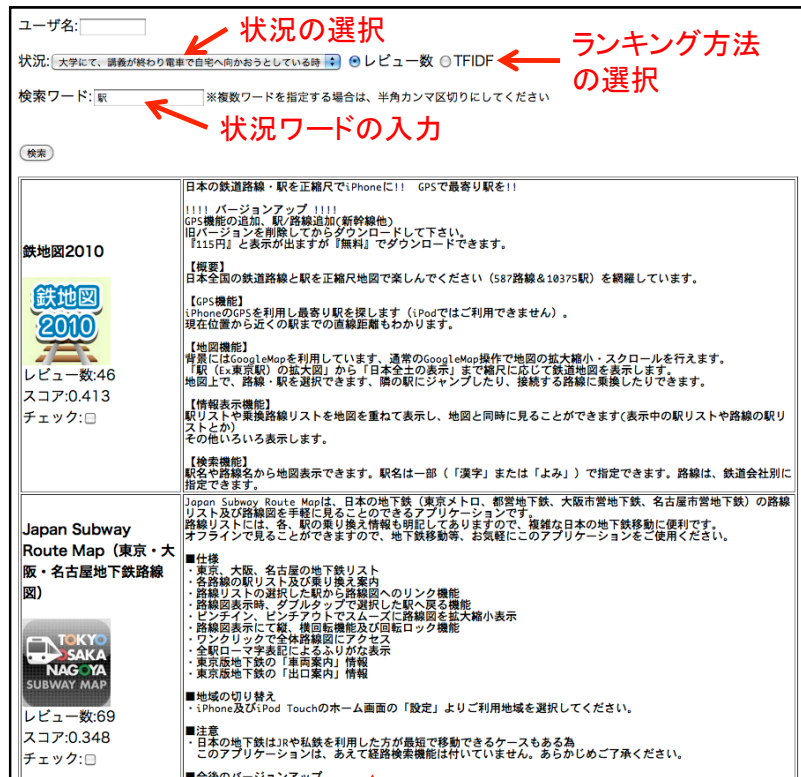 ユーザ名:
状況の選択
状況: 大学にて、講義が終わり電車で自宅へ向かおうとしている時 レビュー数 TFIDF
ランキング方法
の選択
検索ワード: 駅 ※複数ワードを指定する場合は、半角カンマ区切りにしてください
状況ワードの入力
検索
鉄地図2010
鉄地図
2010
レビュー数:46
スコア:0.413
チェック:
日本の鉄道路線・駅を正縮尺でiPhoneに!! GPSで最寄り駅を!!
!!!! バージョンアップ !!!!
GPS機能の追加、駅/路線追加(新幹線他)
旧バージョンを削除してからダウンロードして下さい。
『115円』と表示が出ますが『無料』でダウンロードできます。
【概要】
日本全国の鉄道路線と駅を正縮尺地図で楽しんでください（587路線&10375駅）を網羅しています。
【GPS機能】
iPhoneのGPSを利用し最寄り駅を探します（iPodではご利用できません）。
現在位置から近くの駅までの直線距離もわかります。
【地図機能】
背景にはGoogleMapを利用しています、通常のGoogleMap操作で地図の拡大縮小・スクロールを行えます。
「駅（Ex東京駅）の拡大図」から「日本全土の表示」まで縮尺に応じて鉄道地図を表示します。
地図上で、路線・駅を選択できます、隣の駅にジャンプしたり、接続する路線に乗換したりできます。
【情報表示機能】
駅リストや乗換路線リストを地図を重ねて表示し、地図と同時に見ることができます(表示中の駅リストや路線の駅リ
ストとか)
その他いろいろ表示します。
【検索機能】
駅名や路線名から地図表示できます。駅名は一部（「漢字」または「よみ」）で指定できます。路線は、鉄道会社別に
指定できます。
Japan Subway
Route Map（東京・大
阪・名古屋地下鉄路線
図）
TOKYO
OSAKA
NAGOYA
SUBWAY MAP
レビュー数:69
スコア:0.348
チェック:
Japan Subway Route Mapは、日本の地下鉄（東京メトロ、都営地下鉄、大阪市営地下鉄、名古屋市営地下鉄）の路線
リスト及び路線図を手軽に見ることのできるアプリケーションです。
路線リストには、各、駅の乗り換え情報も明記してありますので、複雑な日本の地下鉄移動に便利です。
オフラインで見ることができますので、地下鉄移動等、お気軽にこのアプリケーションをご使用ください。
■仕様
・東京、大阪、名古屋の地下鉄リスト
・各路線の駅リスト及び乗り換え案内
・路線リストの選択した駅から路線図へのリンク機能
・路線図表示時、ダブルタップで選択した駅へ戻る機能
・ピンチイン、ピンチアウトでスムーズに路線図を拡大縮小表示
・路線図表示にて縦、横回転機能及び回転ロック機能
・ワンクリックで全体路線図にアクセス
・全駅ローマ字表記によるふりがな表示
・東京版地下鉄の「車両案内」情報
・東京版地下鉄の「出口案内」情報
■地域の切り替え
・iPhone及びiPod Touchのホーム画面の「設定」よりご利用地域を選択してください。
■注意
・日本の地下鉄はJRや私鉄を利用した方が最短で移動できるケースもある為
このアプリケーションは、あえて経路検索機能は付いていません。あらかじめご了承ください。
■今後のバージョンアップ